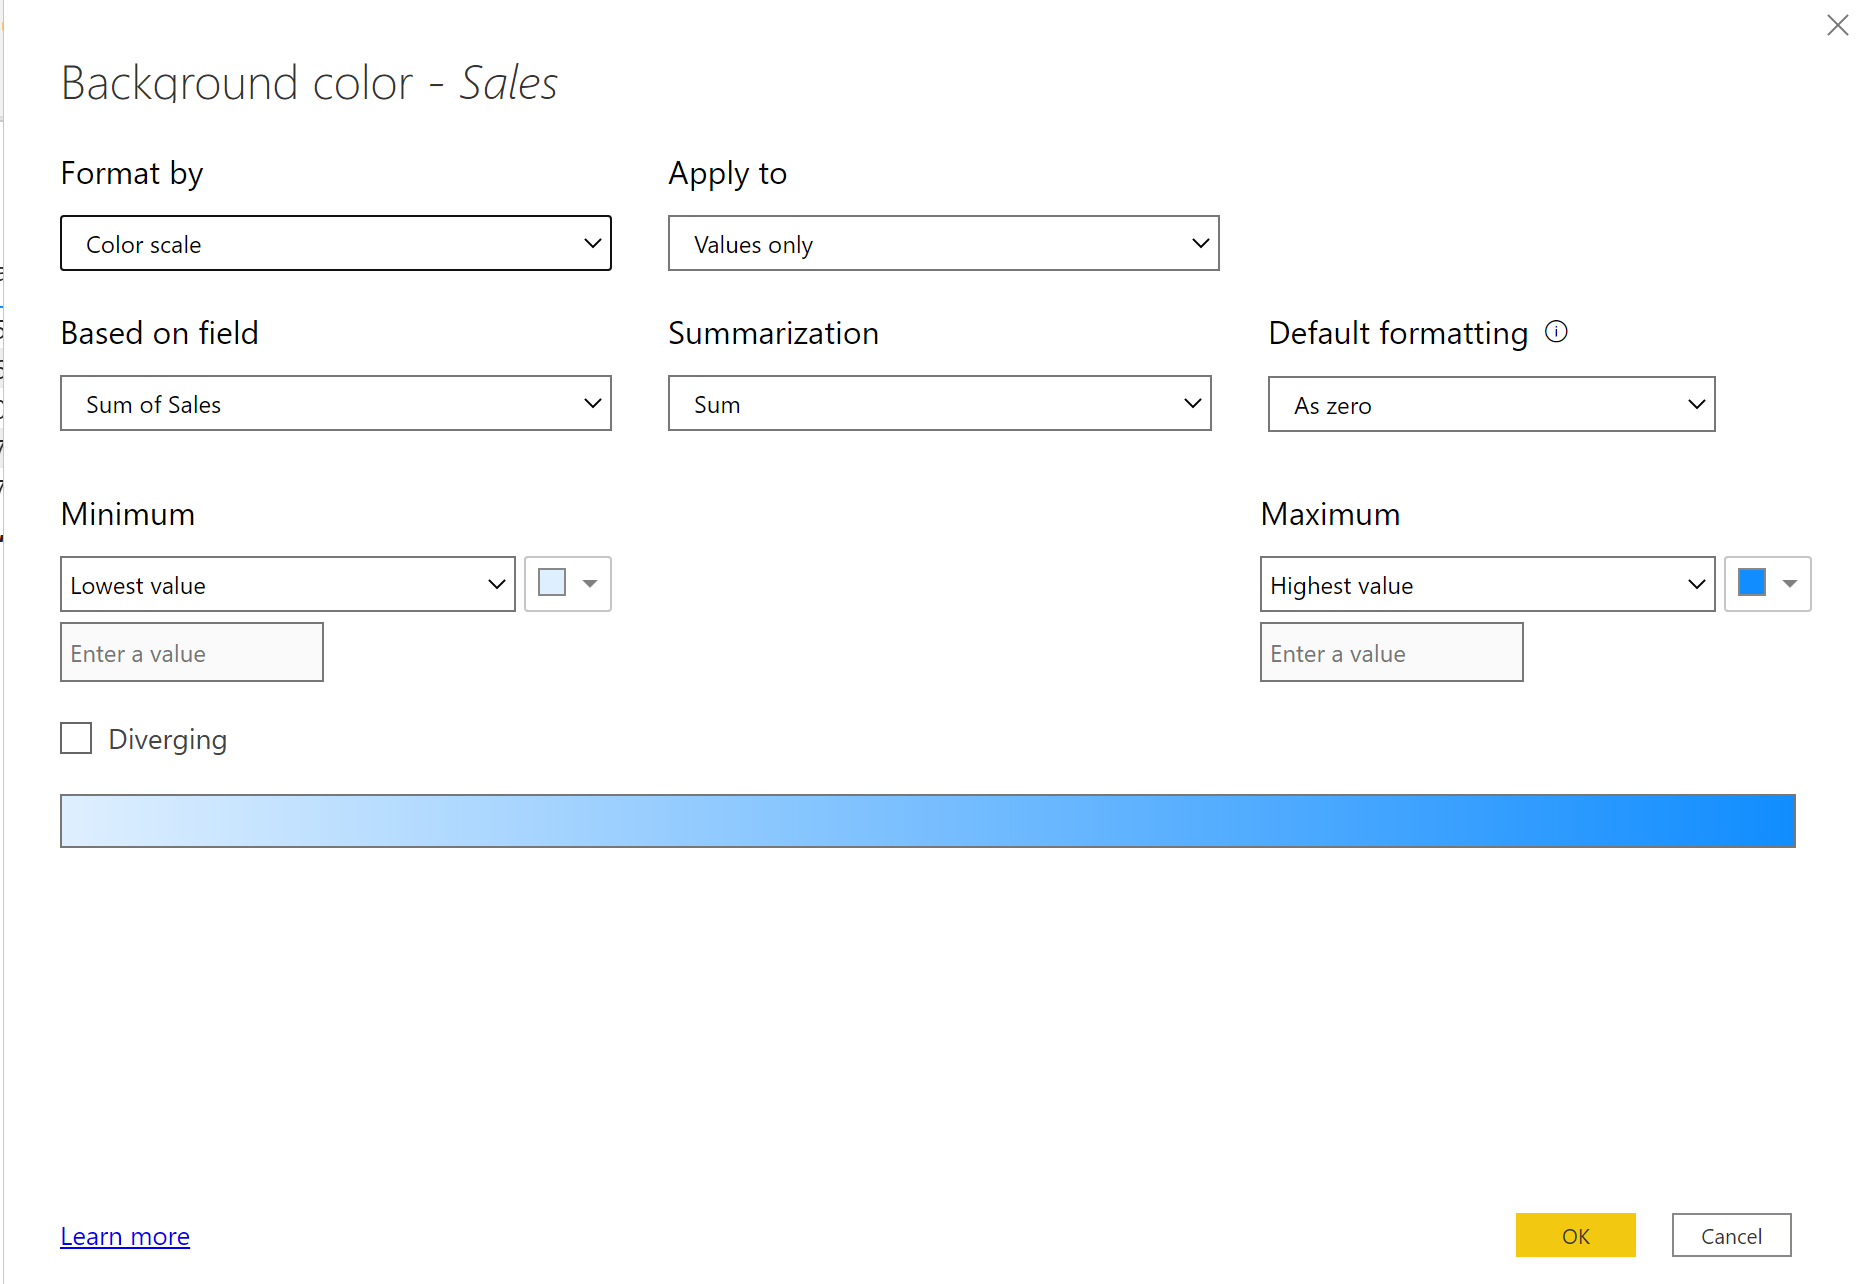 Background color - Sales
Format by
Apply to
Color scale
Values only
Based on field
Summarization
Default formatting
Sum of Sales
Sum
As zero
Minimum
Maximum
Lowest value
Highest value
Enter a value
Enter a value
Diverging
Learn more
OK
Cancel